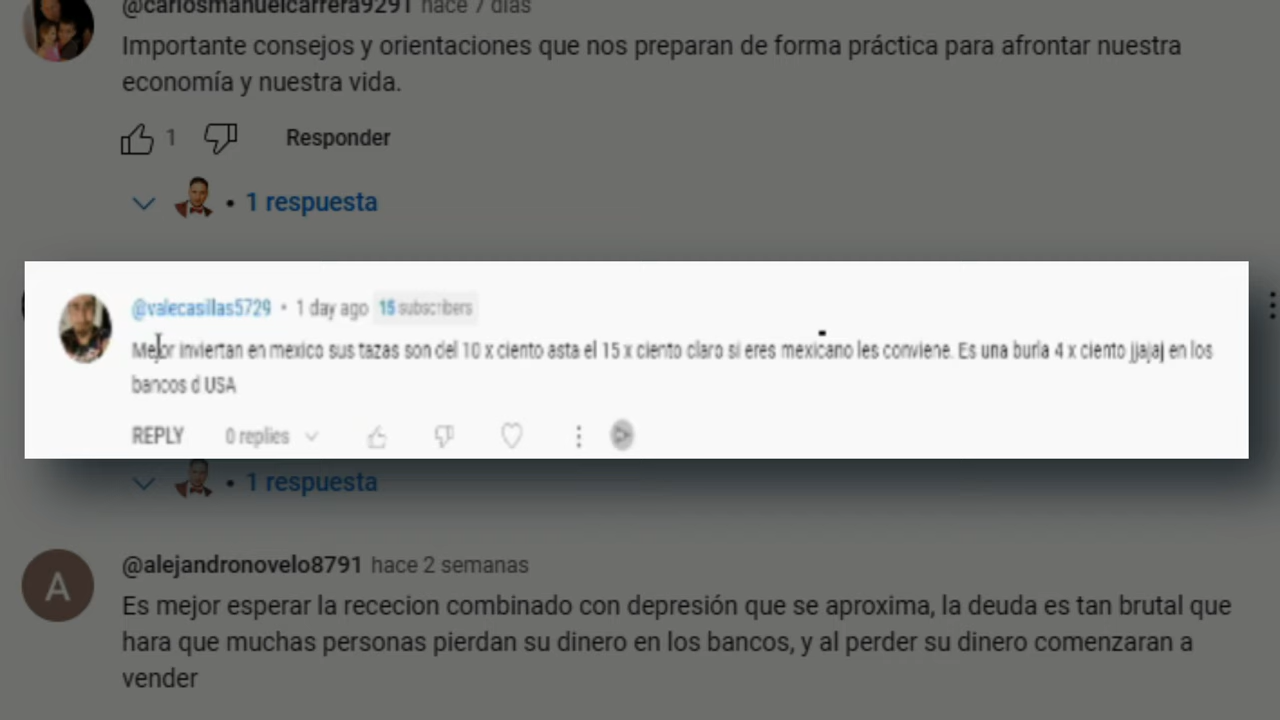 @carlosmanuelcarrera9291 hace 7 días
Importante consejos y orientaciones que nos preparan de forma práctica para afrontar nuestra
economía y nuestra vida.
1 Responder
• 1 respuesta
@valecasillas5729 • 1 day ago 15 subscribers
Mejor inviertan en mexico sus tazas son del 10 x ciento asta el 15 x ciento claro si eres mexicano les conviene. Es una burla 4 x ciento jjajaj en los
bancos d USA
REPLY 0 replies
• 1 respuesta
A
@alejandronovelo8791 hace 2 semanas
Es mejor esperar la rececion combinado con depresión que se aproxima, la deuda es tan brutal que
hara que muchas personas pierdan su dinero en los bancos, y al perder su dinero comenzaran a
vender